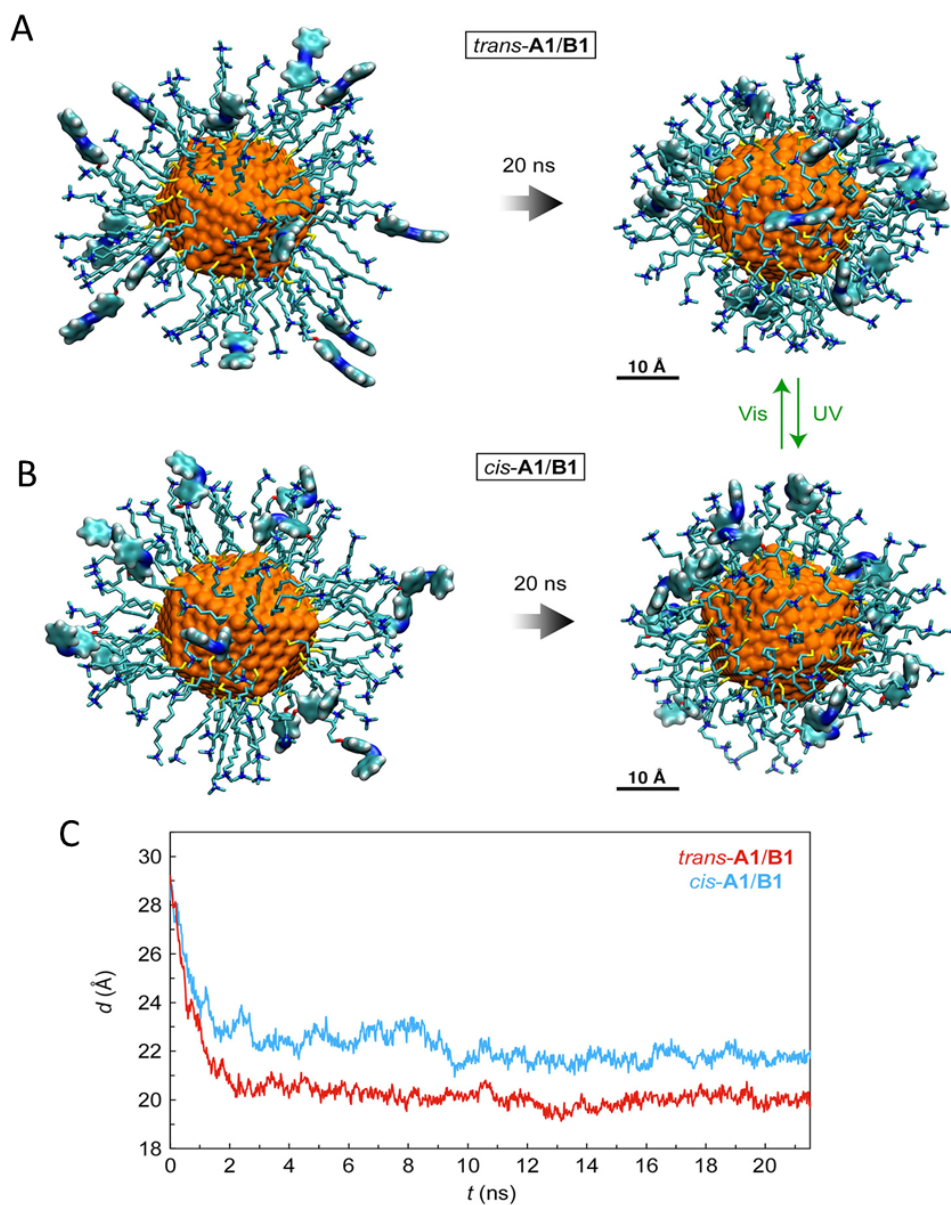 A
trans-A1/B1
20 ns
10 Å
Vis
UV
B
cis-A1/B1
20 ns
10 Å
C
trans-A1/B1
cis-A1/B1
30
28
26
24
22
20
18
d (Å)
0 2 4 6 8 10 12 14 16 18 20
t (ns)